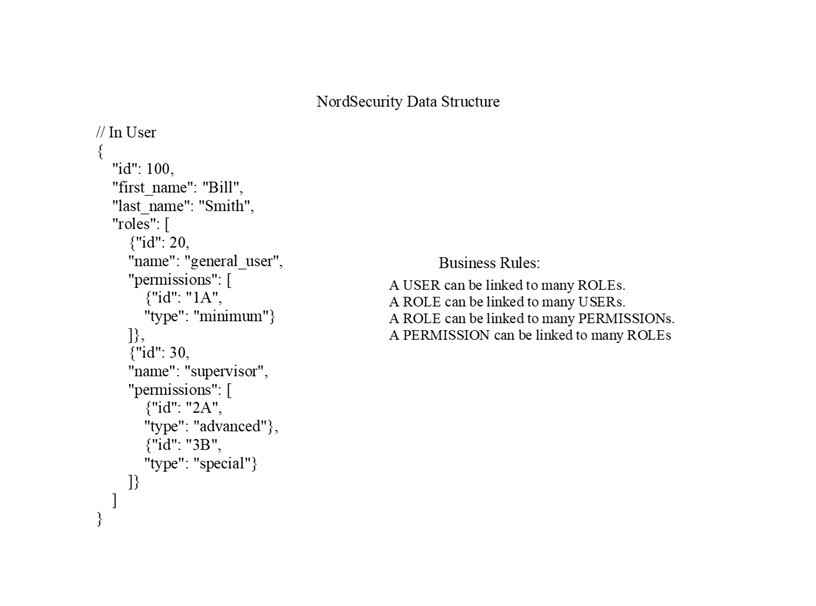 NordSecurity Data Structure
// In User
{
"id": 100,
"first_name": "Bill",
"last_name": "Smith",
"roles": [
{"id": 20,
"name": "general_user",
"permissions": [
{"id": "1A",
"type": "minimum"}
]},
{"id": 30,
"name": "supervisor",
"permissions": [
{"id": "2A",
"type": "advanced"},
{"id": "3B",
"type": "special"}
]}
]
}
Business Rules:
A USER can be linked to many ROLEs.
A ROLE can be linked to many USERs.
A ROLE can be linked to many PERMISSIONs.
A PERMISSION can be linked to many ROLEs